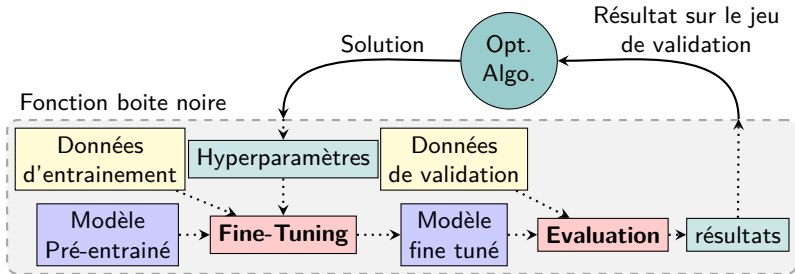 Résultat sur le jeu
de validation
Solution
Opt.
Algo.
Fonction boite noire
Données
d'entrainement
Hyperparamètres
Données
de validation
Modèle
Pré-entrainé
Fine-Tuning
Modèle
fine tuné
Evaluation
résultats